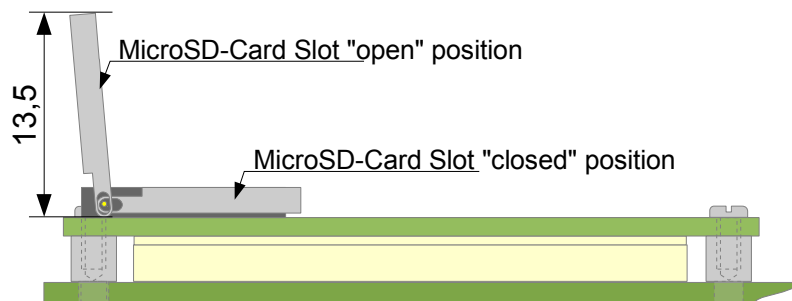 MicroSD-Card Slot "open" position
13,5
MicroSD-Card Slot "closed" position